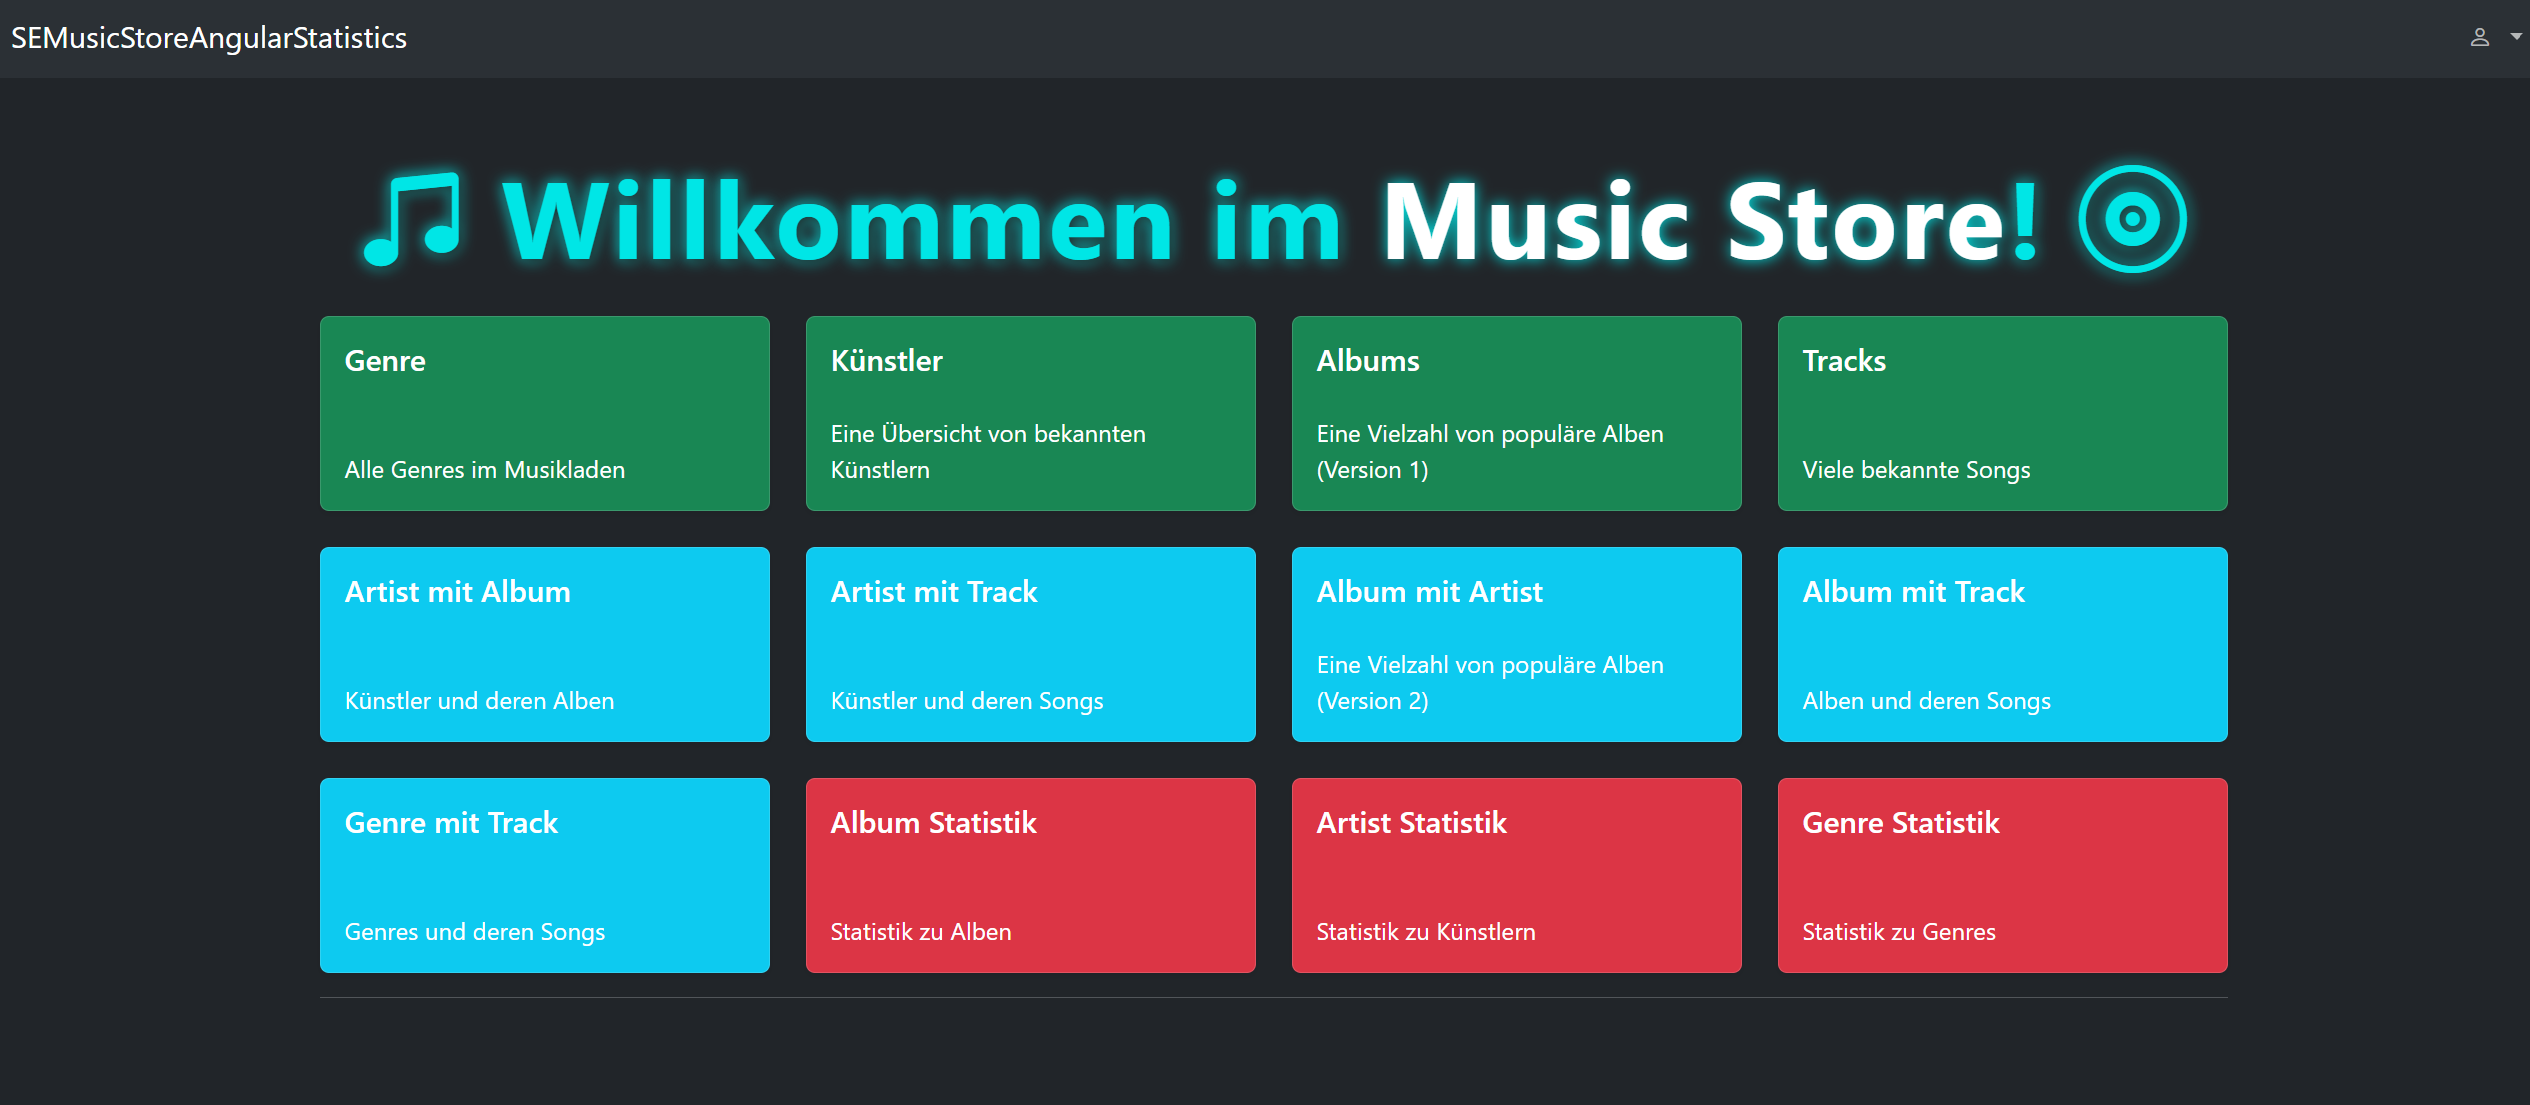 SEMusicStoreAngularStatistics
Willkommen im Music Store!
Genre
Alle Genres im Musikladen
Künstler
Eine Übersicht von bekannten
Künstlern
Albums
Eine Vielzahl von populäre Alben
(Version 1)
Tracks
Viele bekannte Songs
Artist mit Album
Künstler und deren Alben
Artist mit Track
Künstler und deren Songs
Album mit Artist
Eine Vielzahl von populäre Alben
(Version 2)
Album mit Track
Alben und deren Songs
Genre mit Track
Genres und deren Songs
Album Statistik
Statistik zu Alben
Artist Statistik
Statistik zu Künstlern
Genre Statistik
Statistik zu Genres